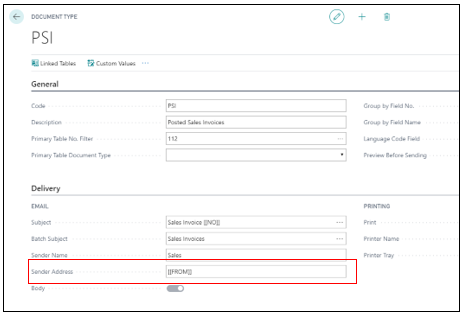 DOCUMENT TYPE
PSI
Linked Tables Custom Values ...
General
Code PSI Group by Field No.
Description Posted Sales Invoices Group by Field Name
Primary Table No. Filter 112 ... Language Code Field
Primary Table Document Type Preview Before Sending
Delivery
EMAIL PRINTING
Subject Sales Invoice [[NO]] ... Print
Batch Subject Sales Invoices ... Printer Name
Sender Name Sales Printer Tray
Sender Address [[FROM]]
Body